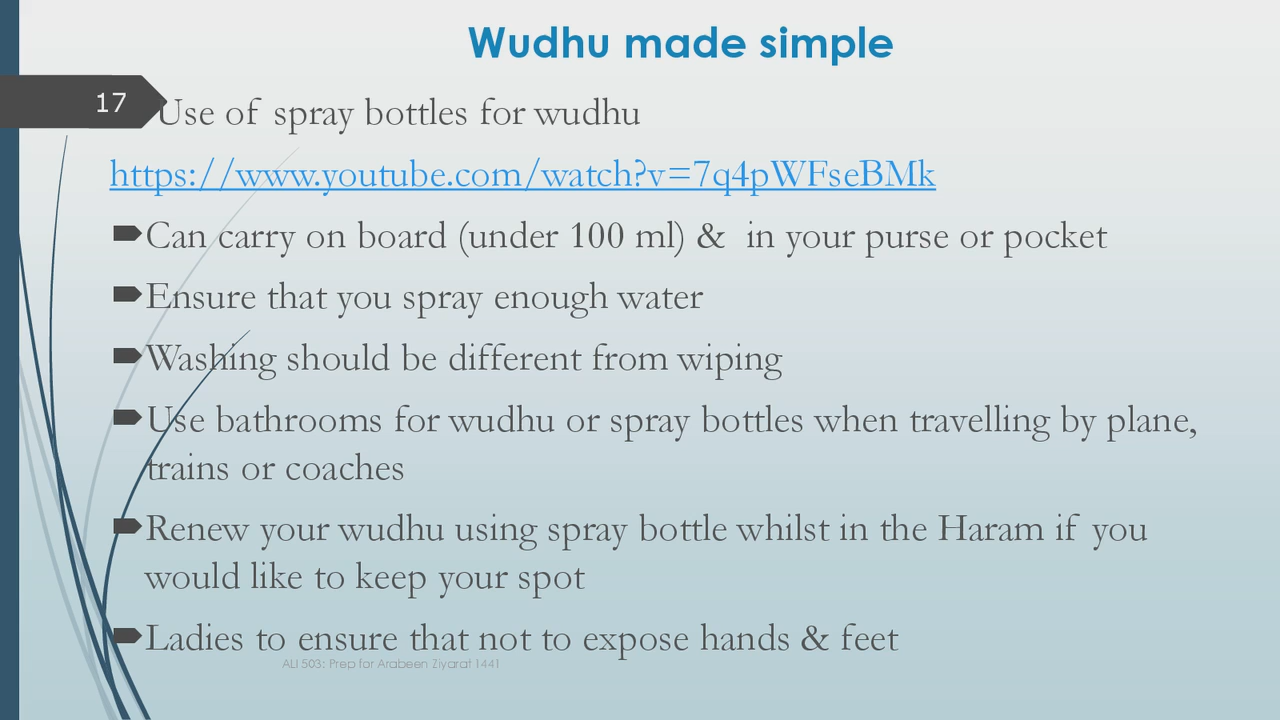 Wudhu made simple
17
Use of spray bottles for wudhu
https://www.youtube.com/watch?v=7q4pWFseBMk
Can carry on board (under 100 ml) & in your purse or pocket
Ensure that you spray enough water
Washing should be different from wiping
Use bathrooms for wudhu or spray bottles when travelling by plane,
trains or coaches
Renew your wudhu using spray bottle whilst in the Haram if you
would like to keep your spot
Ladies to ensure that not to expose hands & feet
ALI 503: Prep for Arabeen Ziyarat 1441